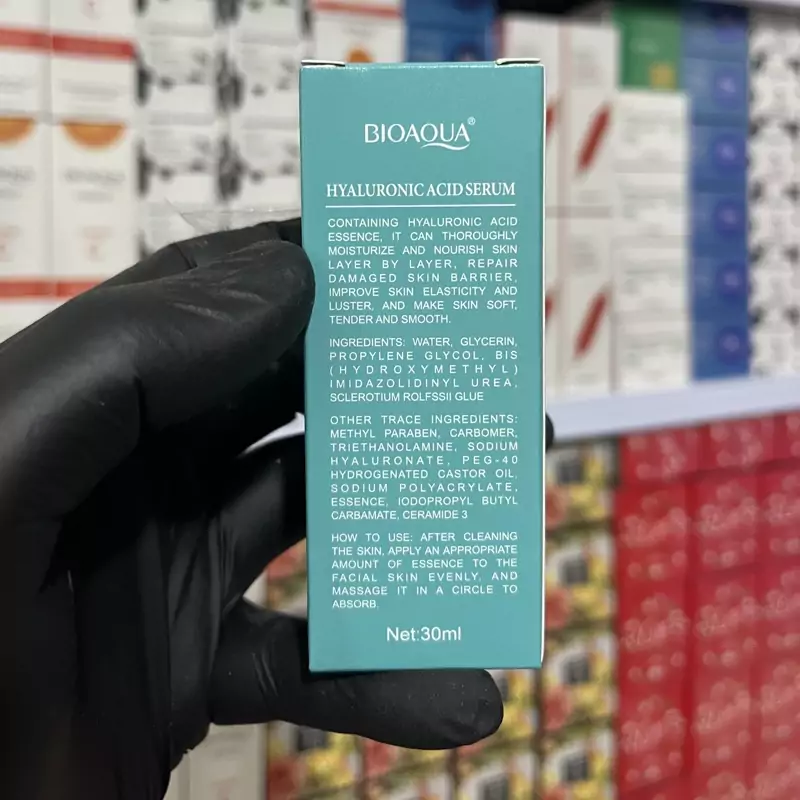 BIOAQUA®
HYALURONIC ACID SERUM
CONTAINING HYALURONIC ACID
ESSENCE, IT CAN THOROUGHLY
MOISTURIZE AND NOURISH SKIN
LAYER BY LAYER, REPAIR
DAMAGED SKIN BARRIER,
IMPROVE SKIN ELASTICITY AND
LUSTER, AND MAKE SKIN SOFT,
TENDER AND SMOOTH.
INGREDIENTS: WATER, GLYCERIN,
PROPYLENE GLYCOL, BIS
(HYDROXYMETHYL)
IMIDAZOLIDINYL UREA,
SCLEROTIUM ROLFSSII GLUE
OTHER TRACE INGREDIENTS:
METHYL PARABEN, CARBOMER,
TRIETHANOLAMINE, SODIUM
HYALURONATE, PEG-40
HYDROGENATED CASTOR OIL,
SODIUM POLYACRYLATE,
ESSENCE, IODOPROPYL BUTYL
CARBAMATE, CERAMIDE 3
HOW TO USE: AFTER CLEANING
THE SKIN, APPLY AN APPROPRIATE
AMOUNT OF ESSENCE TO THE
FACIAL SKIN EVENLY, AND
MASSAGE IT IN A CIRCLE TO
ABSORB.
Net:30ml